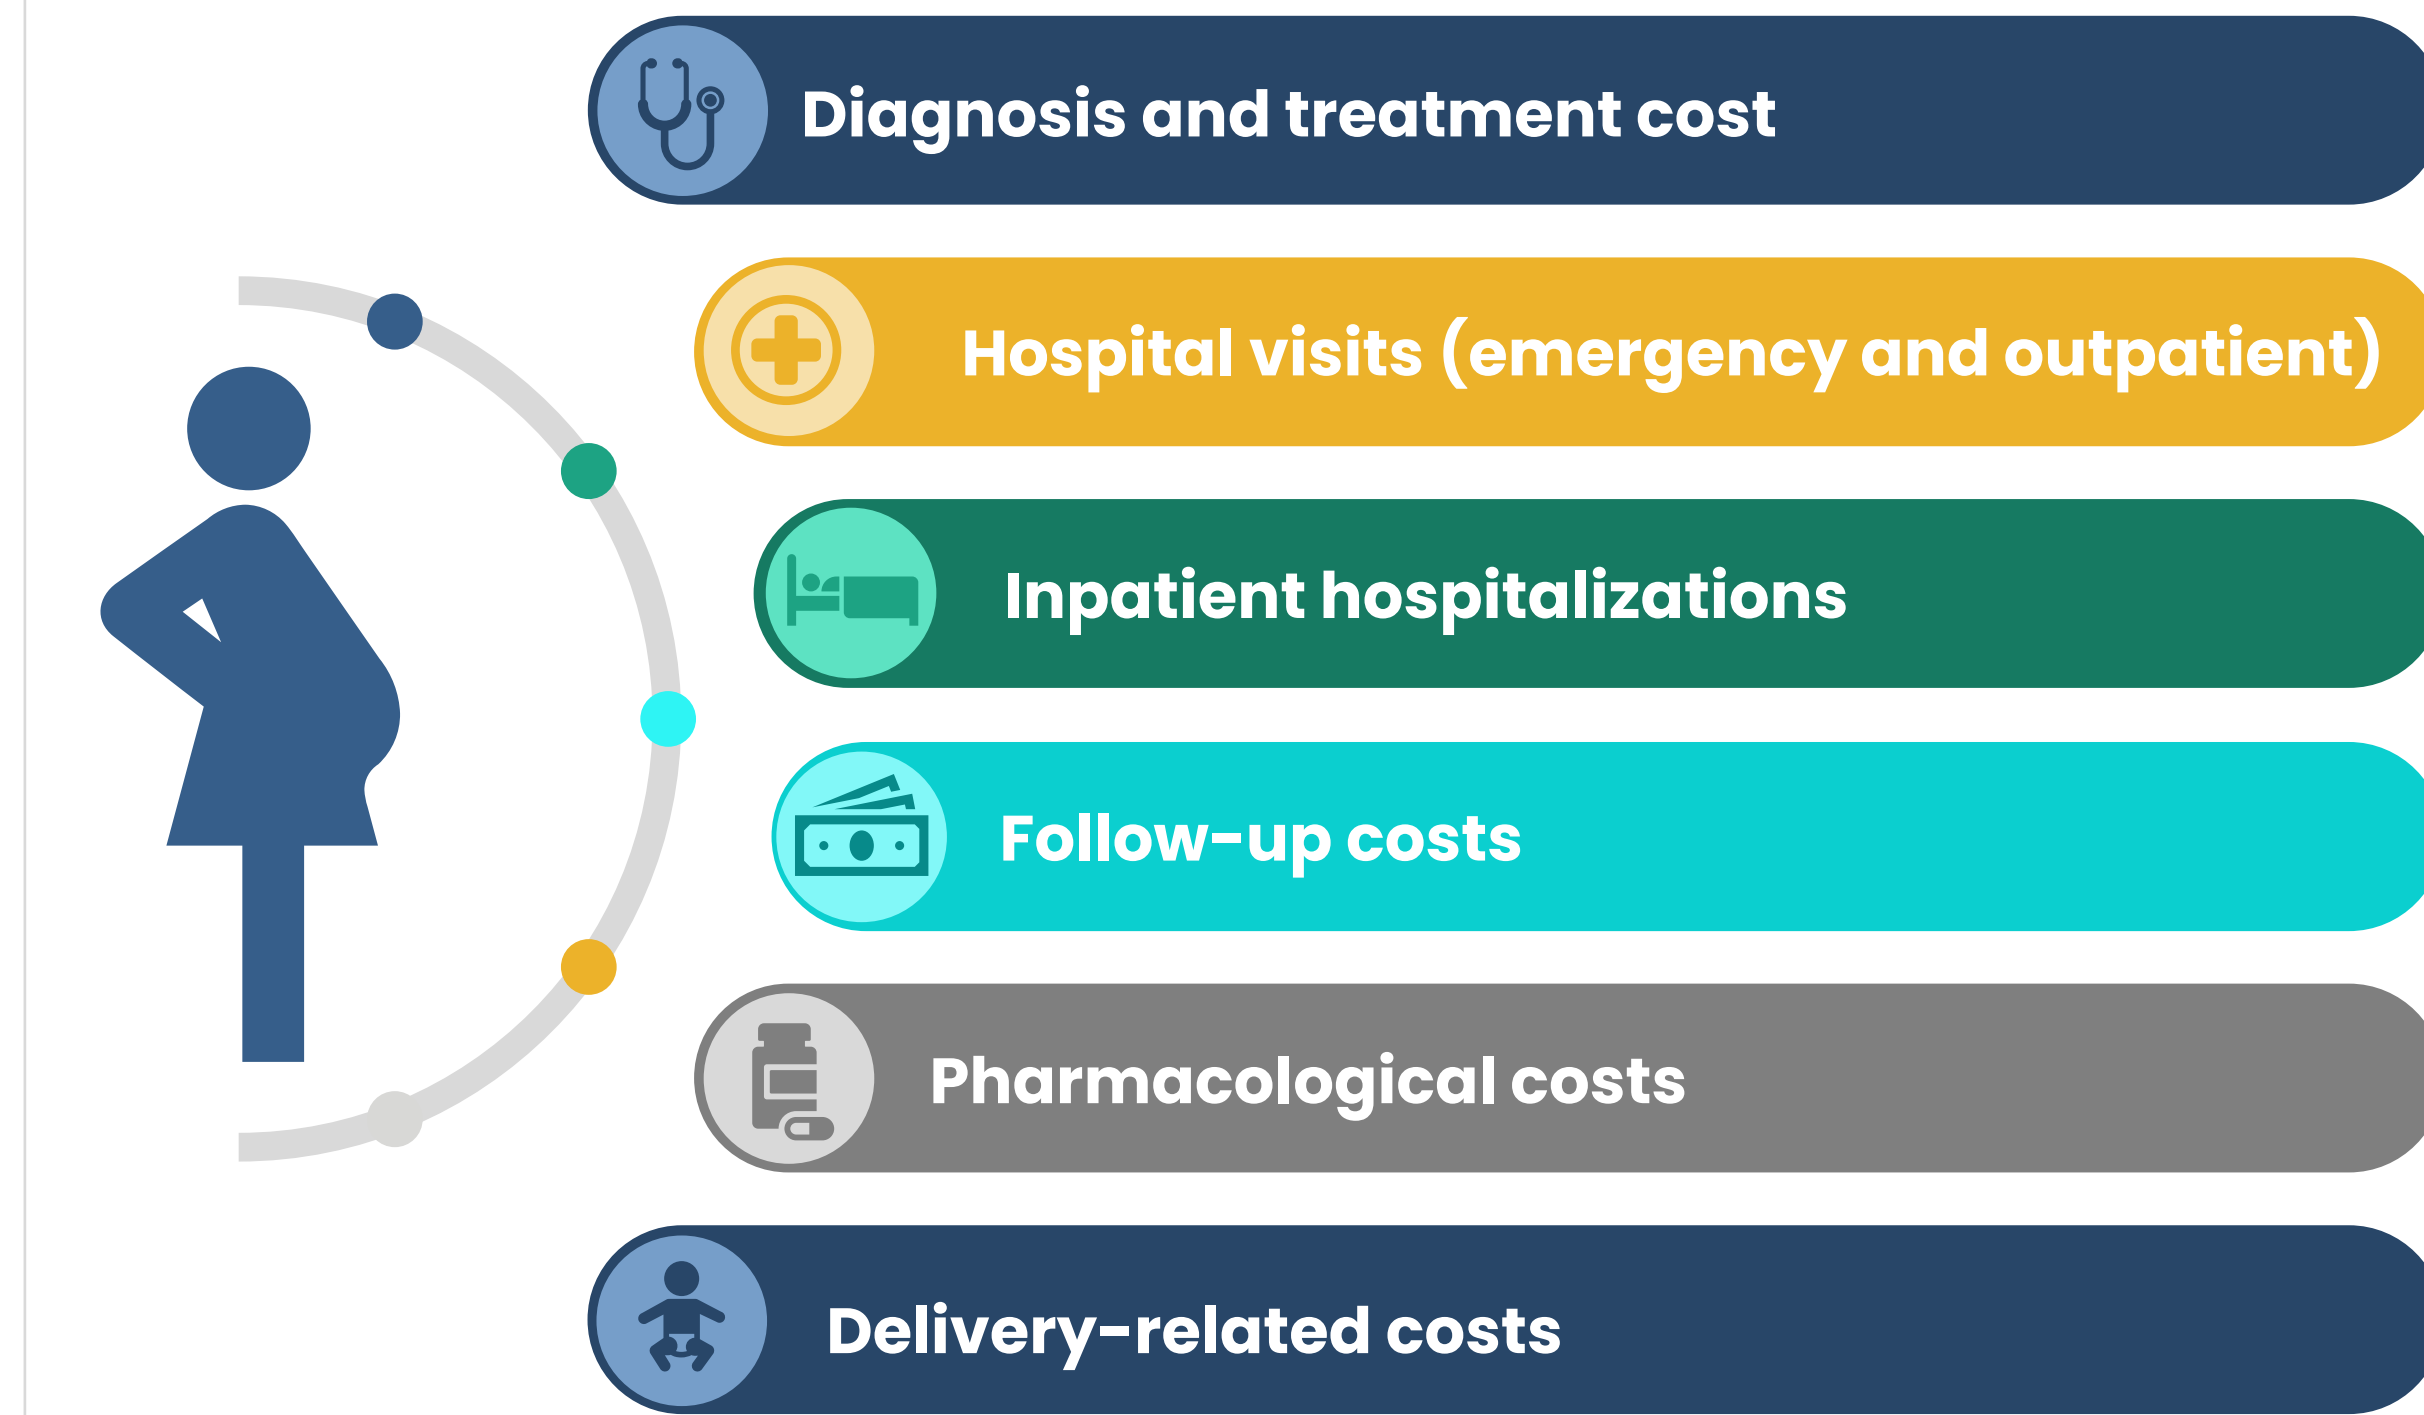 Diagnosis and treatment cost
Hospital visits (emergency and outpatient)
Inpatient hospitalizations
Follow-up costs
Pharmacological costs
Delivery-related costs